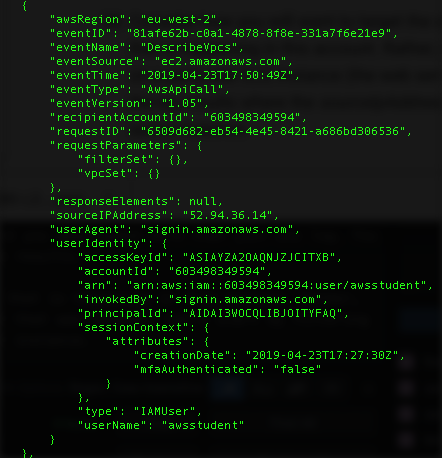 {
"awsRegion": "eu-west-2",
"eventID": "81afe62b-c0a1-4878-8f8e-331a7f6e21e9",
"eventName": "DescribeVpcs",
"eventSource": "ec2.amazonaws.com",
"eventTime": "2019-04-23T17:50:49Z",
"eventType": "AwsApiCall",
"eventVersion": "1.05",
"recipientAccountId": "603498349594",
"requestID": "6509d682-eb54-4e45-8421-a686bd306536",
"requestParameters": {
"filterSet": {},
"vpcSet": {}
},
"responseElements": null,
"sourceIPAddress": "52.94.36.14",
"userAgent": "signin.amazonaws.com",
"userIdentity": {
"accessKeyId": "ASIAYZA2OAQNJZJCITXB",
"accountId": "603498349594",
"arn": "arn:aws:iam::603498349594:user/awsstudent",
"invokedBy": "signin.amazonaws.com",
"principalId": "AIDAI3WOCQLIBJOITYFAQ",
"sessionContext": {
"attributes": {
"creationDate": "2019-04-23T17:27:30Z",
"mfaAuthenticated": "false"
}
},
"type": "IAMUser",
"userName": "awsstudent"
}
},